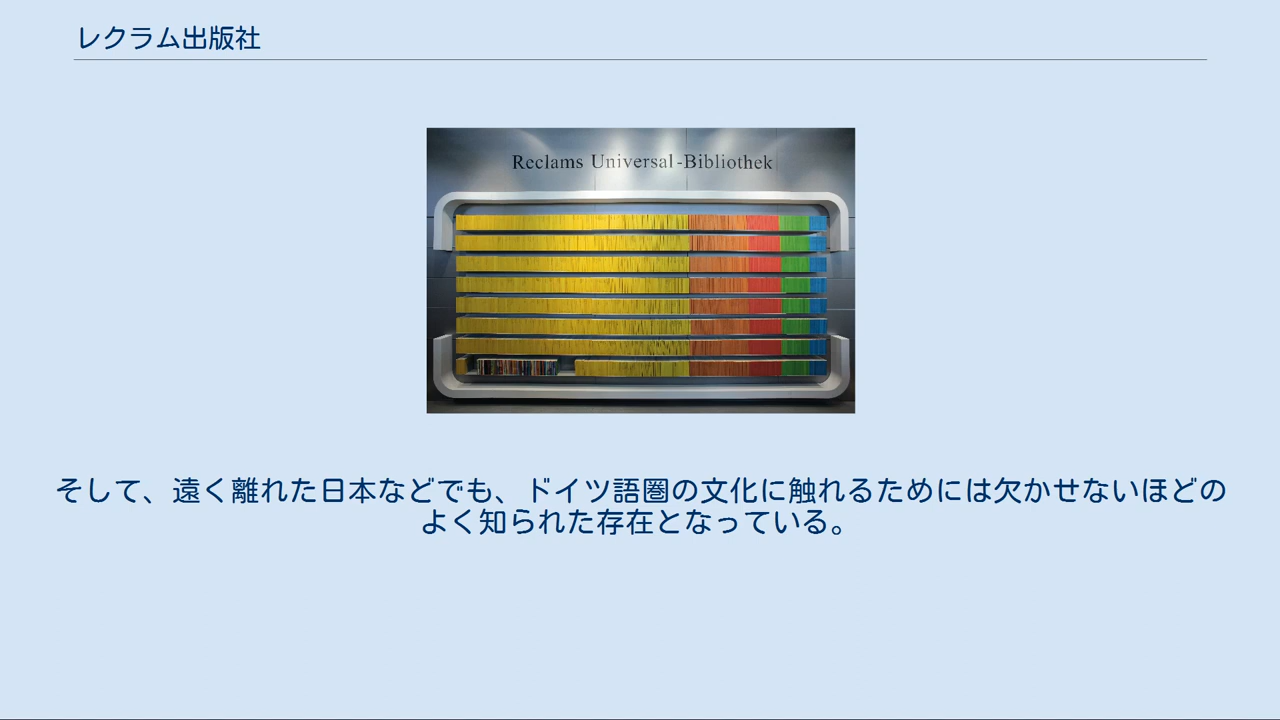 レクラム出版社
Reclams Universal-Bibliothek
そして、遠く離れた日本などでも、ドイツ語圏の文化に触れるためには欠かせないほどの
よく知られた存在となっている。